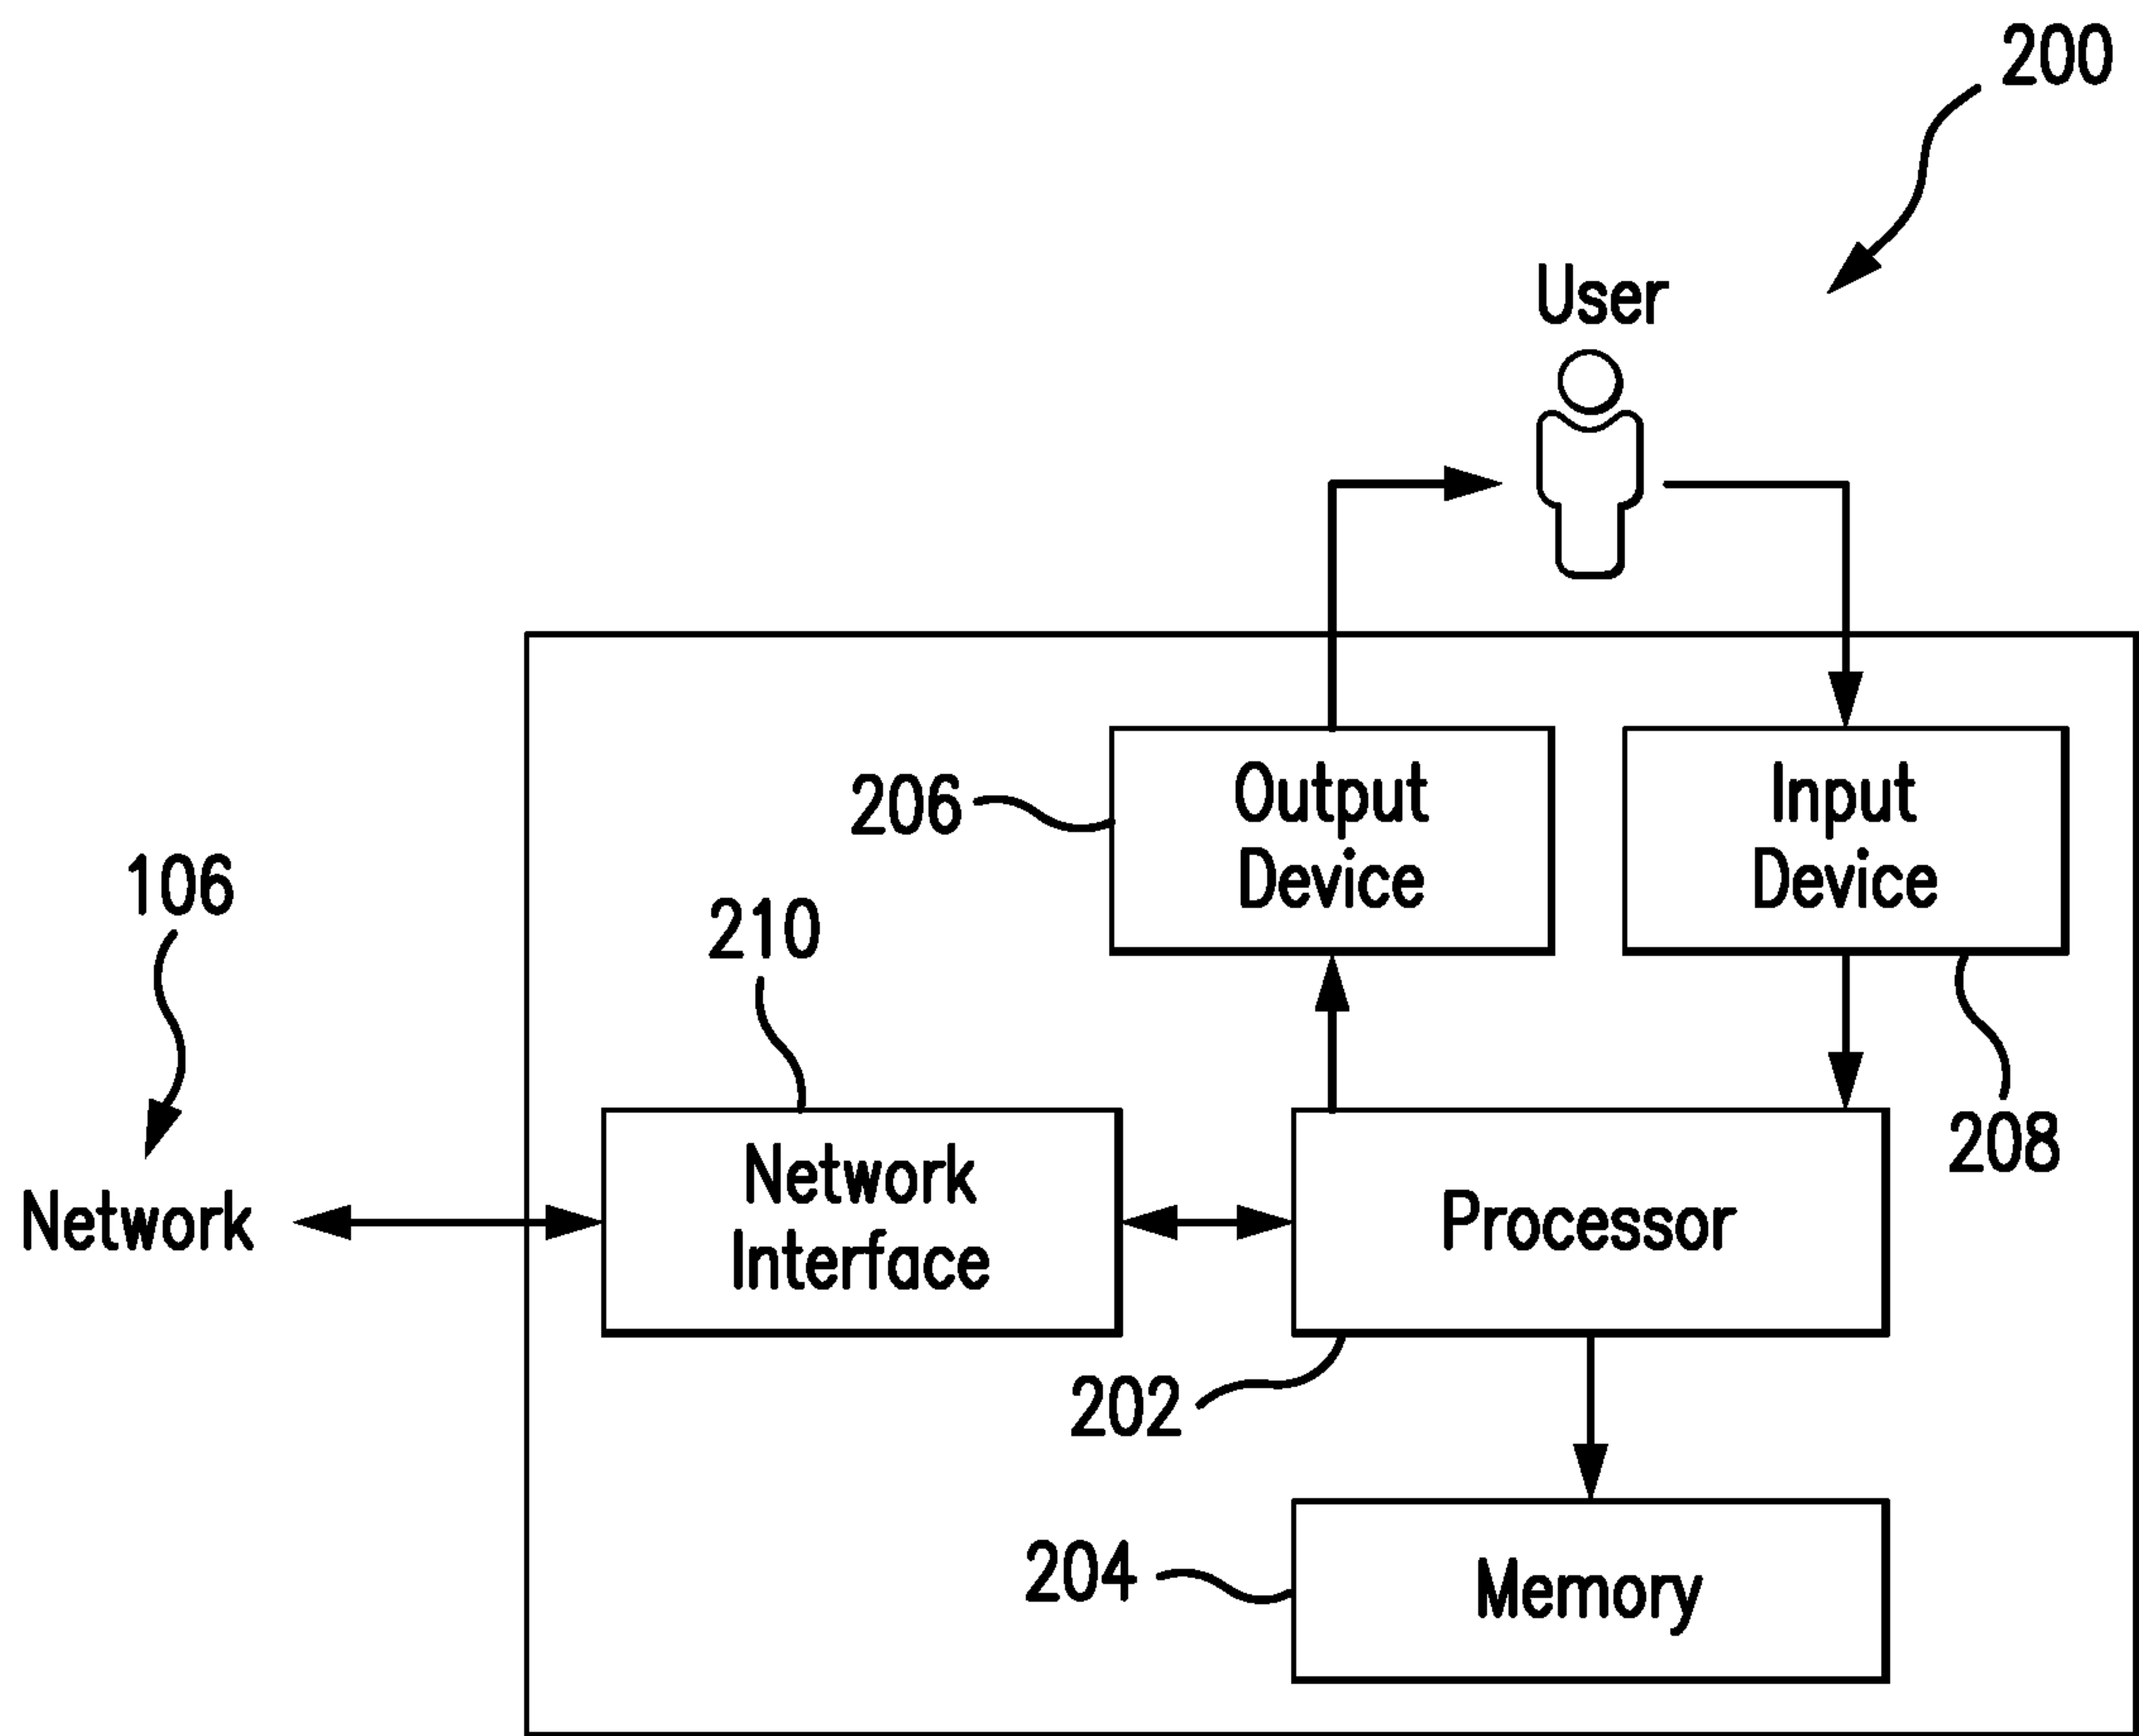 200
User
206
Output
Device
Input
Device
106
210
208
Network
Network
Interface
Processor
202
204
Memory